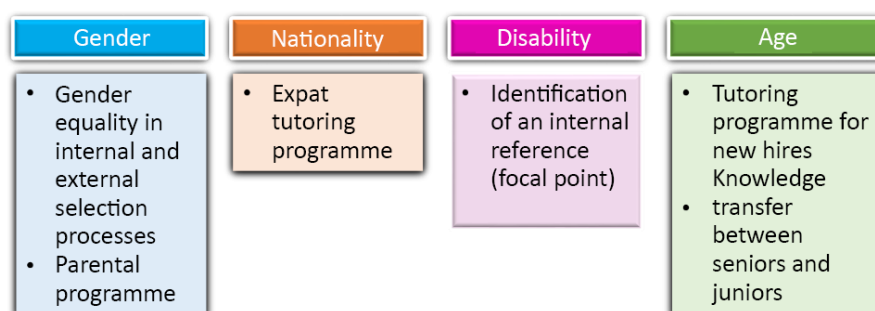 Gender
• Gender
equality in
internal and
external
selection
processes
• Parental
programme
Nationality
• Expat
tutoring
programme
Disability
• Identification
of an internal
reference
(focal point)
Age
• Tutoring
programme for
new hires
Knowledge
• transfer
between
seniors and
juniors